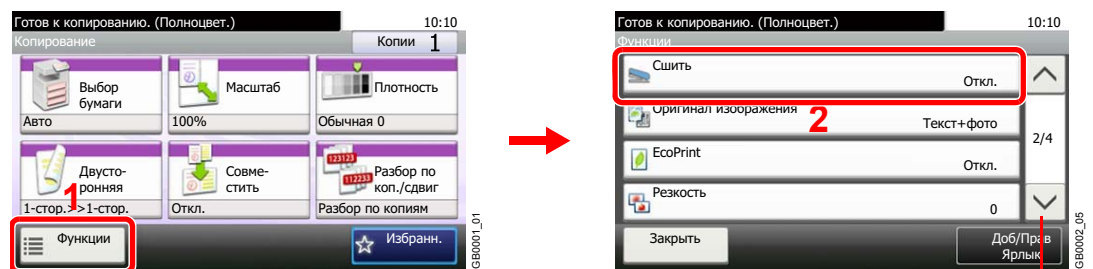 Готов к копированию. (Полноцвет.) 10:10
Копирование
Копии 1
Выбор
бумаги
Авто
Масштаб
100%
Плотность
Обычная 0
Двусто-
ронняя
1-стор.>>1-стор.
Совме-
стить
Откл.
123123
112233
Разбор по
коп./сдвиг
Разбор по копиям
1
Функции
Избранн.
GB0001_01
Готов к копированию. (Полноцвет.) 10:10
Функции
Сшить
Откл.
Оригинал изображения
2
Текст+фото
2/4
EcoPrint
Откл.
Резкость
0
Закрыть
Доб/Прав
Ярлык
GB0002_05